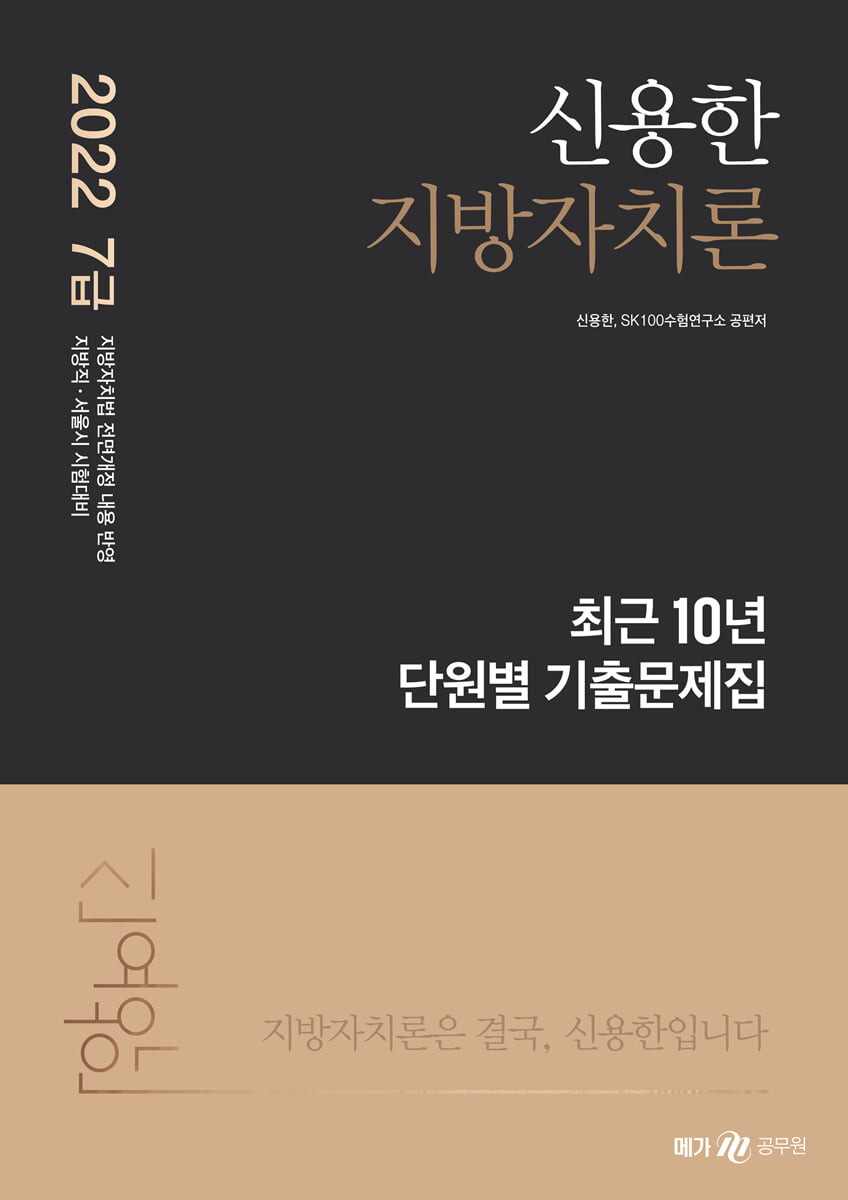 신용한
지방자치론
신용한, SK100수험연구소 공편저
2022 7급
지방자치법 전면개정 내용 반영
지방직 · 서울시 시험대비
최근 10년
단원별 기출문제집
지방자치론은 결국, 신용한입니다
메가 공무원